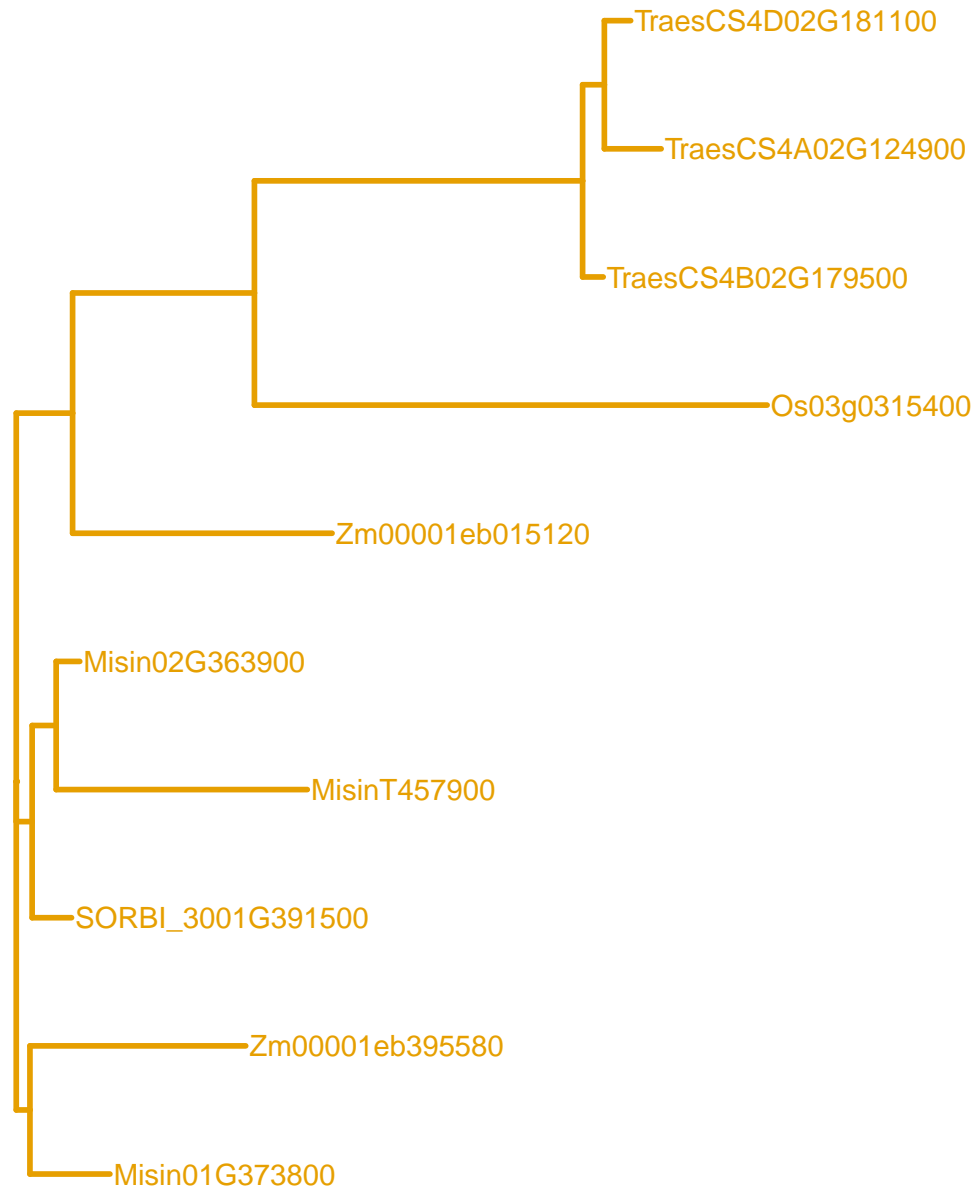 TraesCS4D02G181100
TraesCS4A02G124900
TraesCS4B02G179500
Os03g0315400
Zm00001eb015120
Misin02G363900
MisinT457900
SORBI_3001G391500
Zm00001eb395580
Misin01G373800